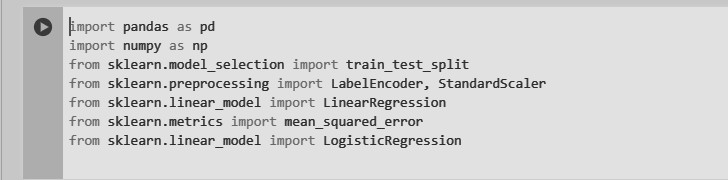 import pandas as pd
import numpy as np
from sklearn.model_selection import train_test_split
from sklearn.preprocessing import LabelEncoder, StandardScaler
from sklearn.linear_model import LinearRegression
from sklearn.metrics import mean_squared_error
from sklearn.linear_model import LogisticRegression